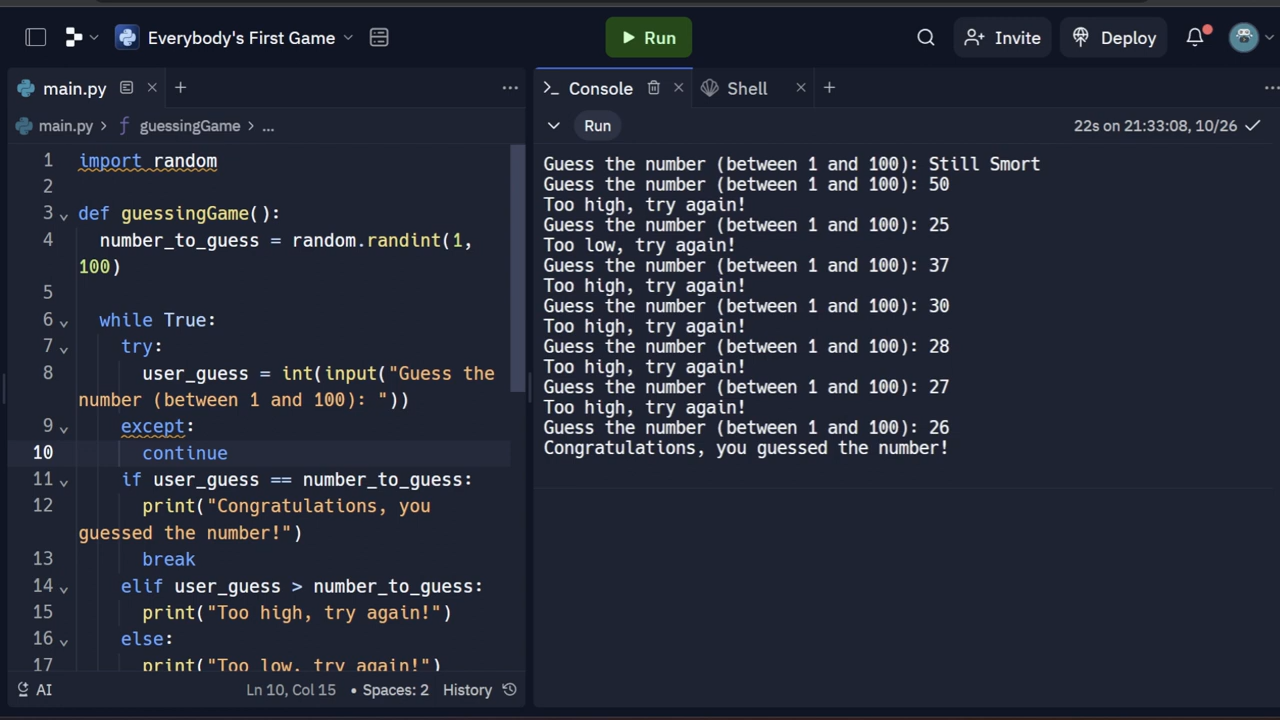 Everybody's First Game
Run
Invite
Deploy
main.py
main.py > guessingGame > ...
1 import random
2
3 def guessingGame():
4 number_to_guess = random.randint(1,
100)
5
6 while True:
7 try:
8 user_guess = int(input("Guess the
number (between 1 and 100): "))
9 except:
10 continue
11 if user_guess == number_to_guess:
12 print("Congratulations, you
guessed the number!")
13 break
14 elif user_guess > number_to_guess:
15 print("Too high, try again!")
16 else:
17 print("Too low, try again!")
AI
Ln 10, Col 15 • Spaces: 2 History
Console
Shell
Run
22s on 21:33:08, 10/26
Guess the number (between 1 and 100): Still Smort
Guess the number (between 1 and 100): 50
Too high, try again!
Guess the number (between 1 and 100): 25
Too low, try again!
Guess the number (between 1 and 100): 37
Too high, try again!
Guess the number (between 1 and 100): 30
Too high, try again!
Guess the number (between 1 and 100): 28
Too high, try again!
Guess the number (between 1 and 100): 27
Too high, try again!
Guess the number (between 1 and 100): 26
Congratulations, you guessed the number!